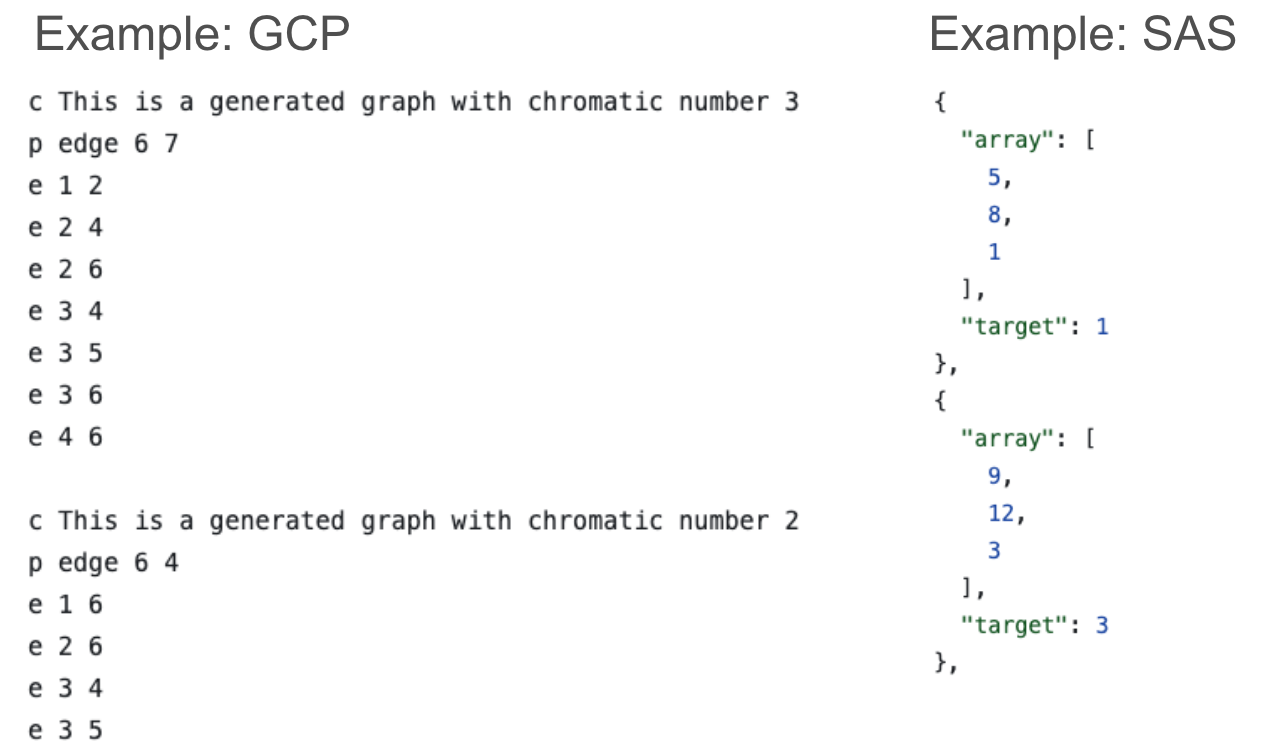 Example: GCP
c This is a generated graph with chromatic number 3
p edge 6 7
e 1 2
e 2 4
e 2 6
e 3 4
e 3 5
e 3 6
e 4 6
c This is a generated graph with chromatic number 2
p edge 6 4
e 1 6
e 2 6
e 3 4
e 3 5
Example: SAS
{
"array": [
5,
8,
1
],
"target": 1
},
{
"array": [
9,
12,
3
],
"target": 3
},